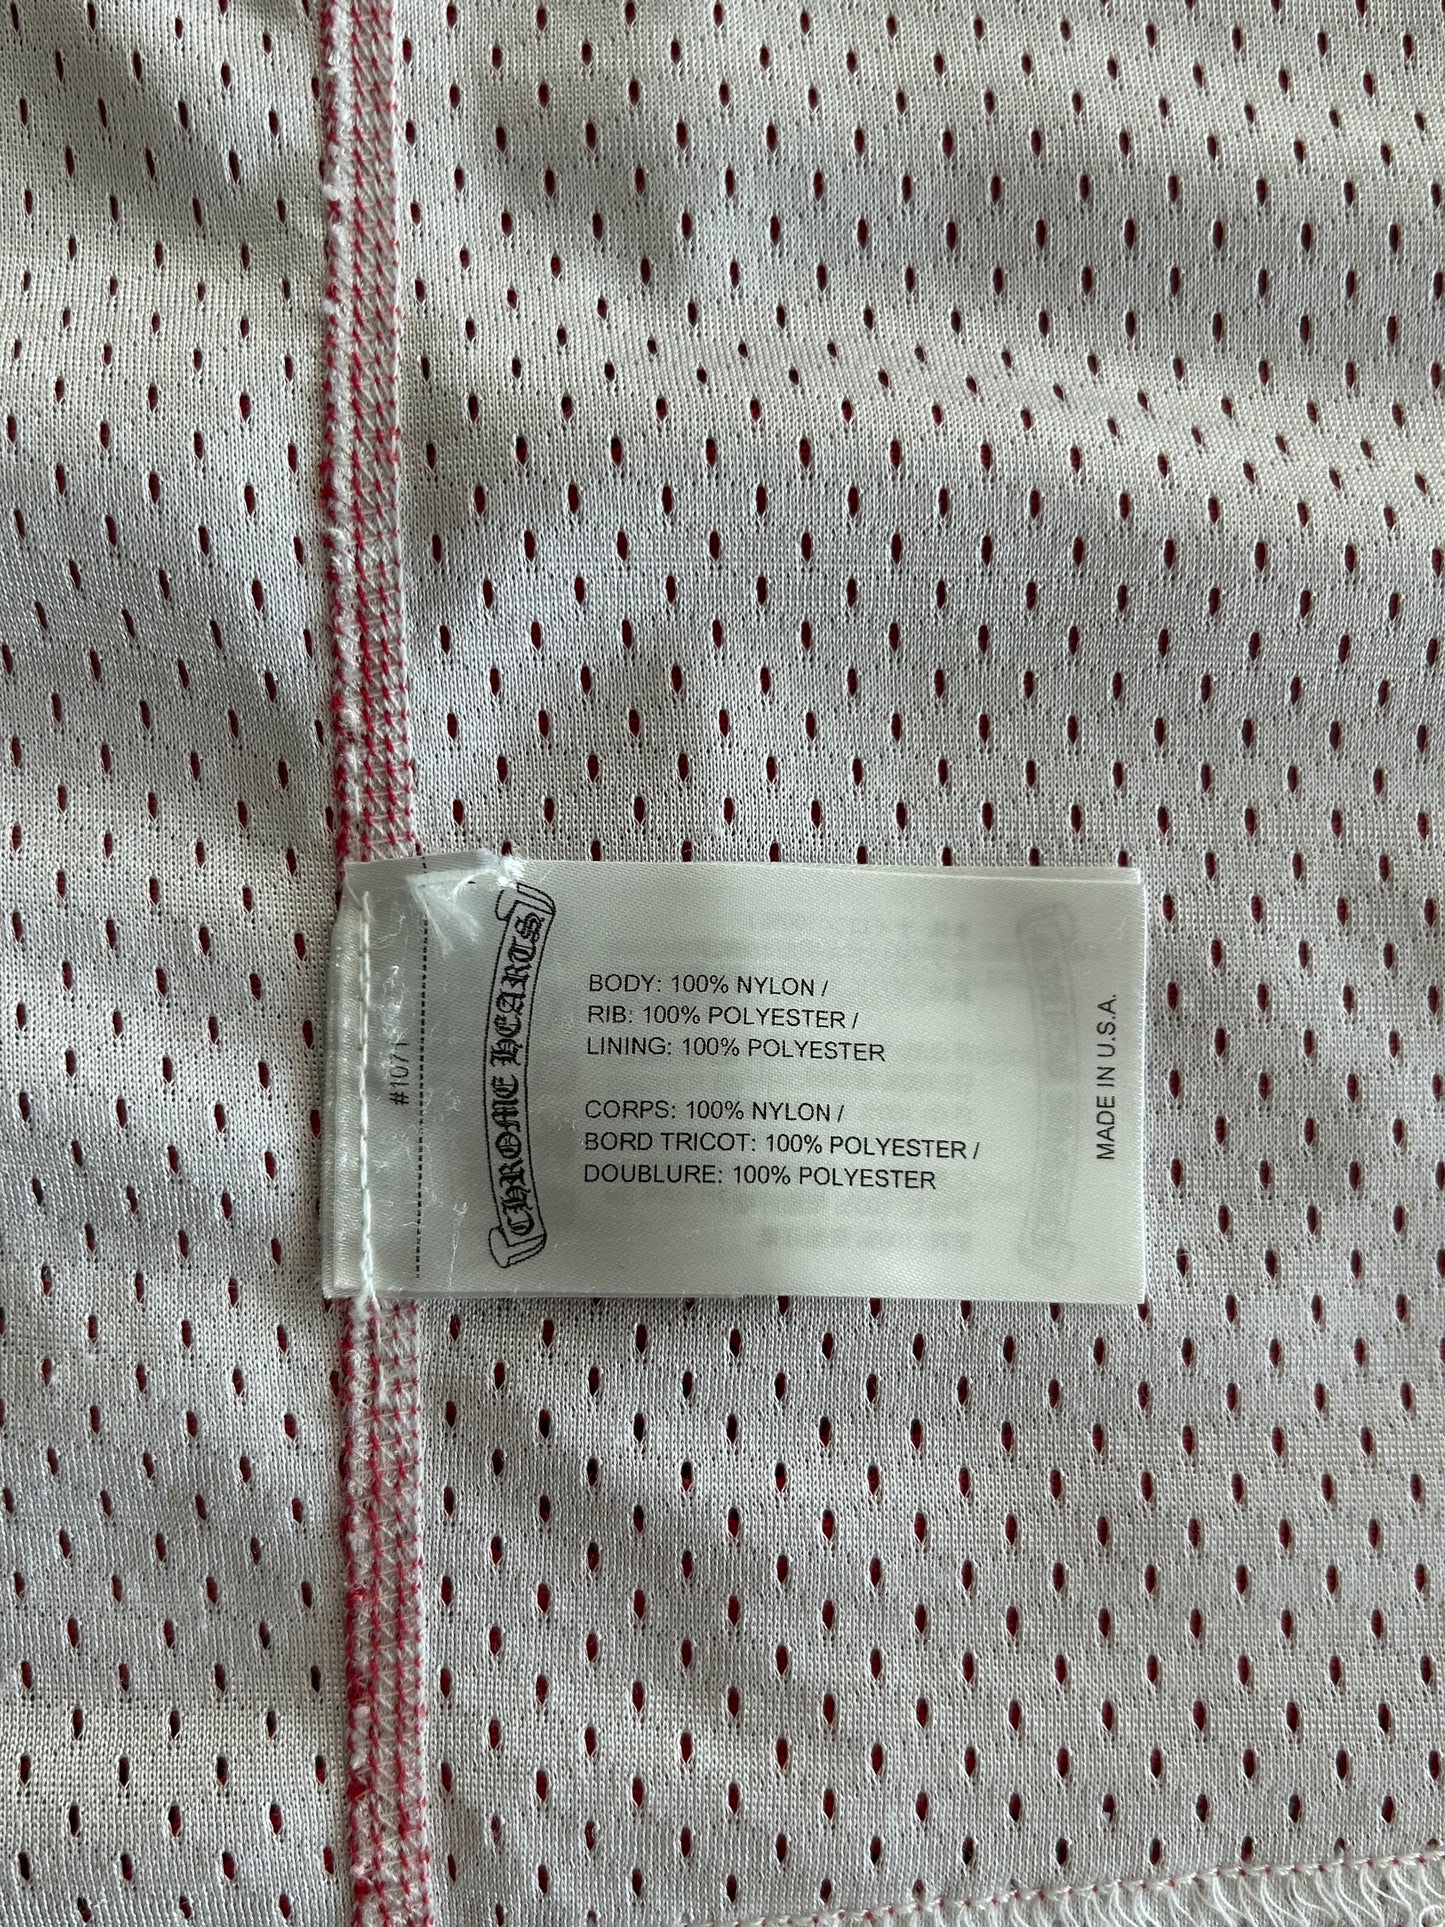 #1071
CHROME HEARTS
BODY: 100% NYLON /
RIB: 100% POLYESTER /
LINING: 100% POLYESTER
CORPS: 100% NYLON /
BORD TRICOT: 100% POLYESTER /
DOUBLURE: 100% POLYESTER
MADE IN U.S.A.